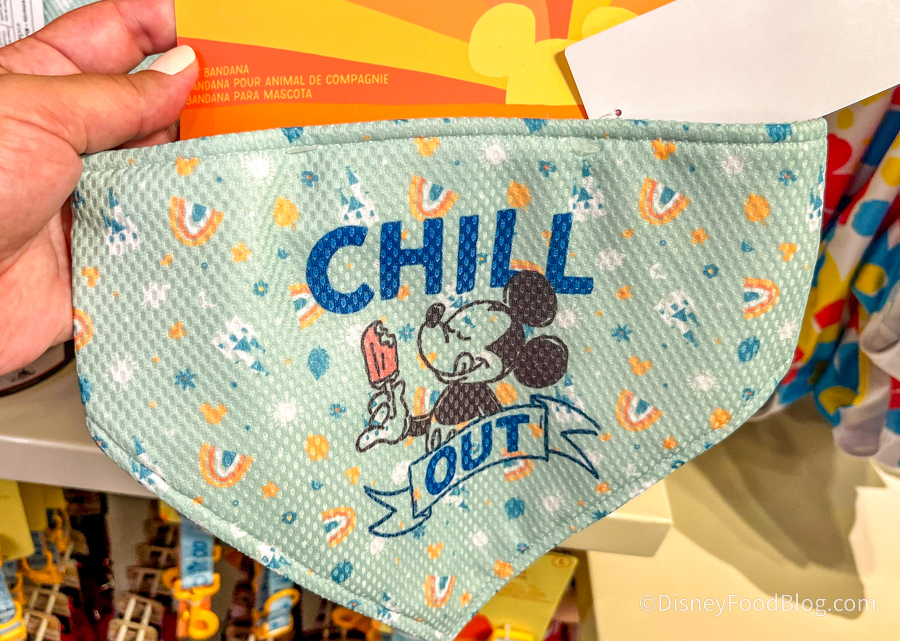 BANDANA
BANDANA POUR ANIMAL DE COMPAGNIE
BANDANA PARA MASCOTA
CHILL
OUT
©DisneyFoodBlog.com